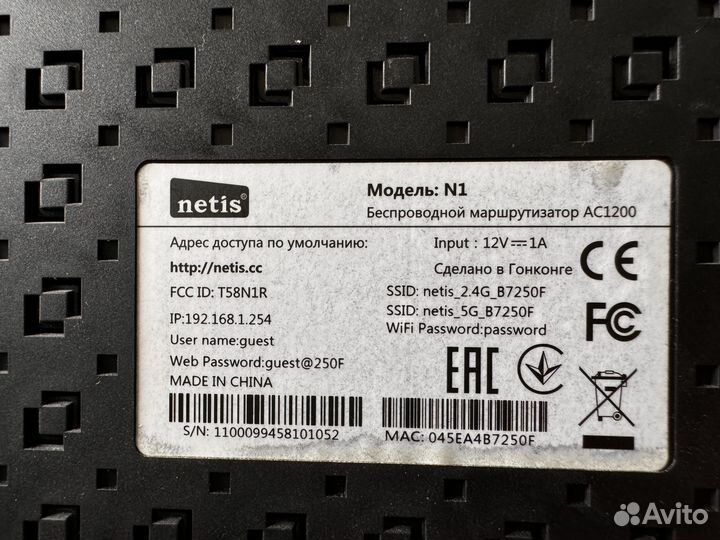 netis®
Модель: N1
Беспроводной маршрутизатор AC1200
Адрес доступа по умолчанию:
http://netis.cc
FCC ID: T58N1R
IP:192.168.1.254
User name:guest
Web Password:guest@250F
MADE IN CHINA
Input : 12V⎓1A
Сделано в Гонконге
SSID: netis_2.4G_B7250F
SSID: netis_5G_B7250F
WiFi Password:password
CE
FC
EAC
S/N: 1100099458101052
MAC: 045EA4B7250F
Avito